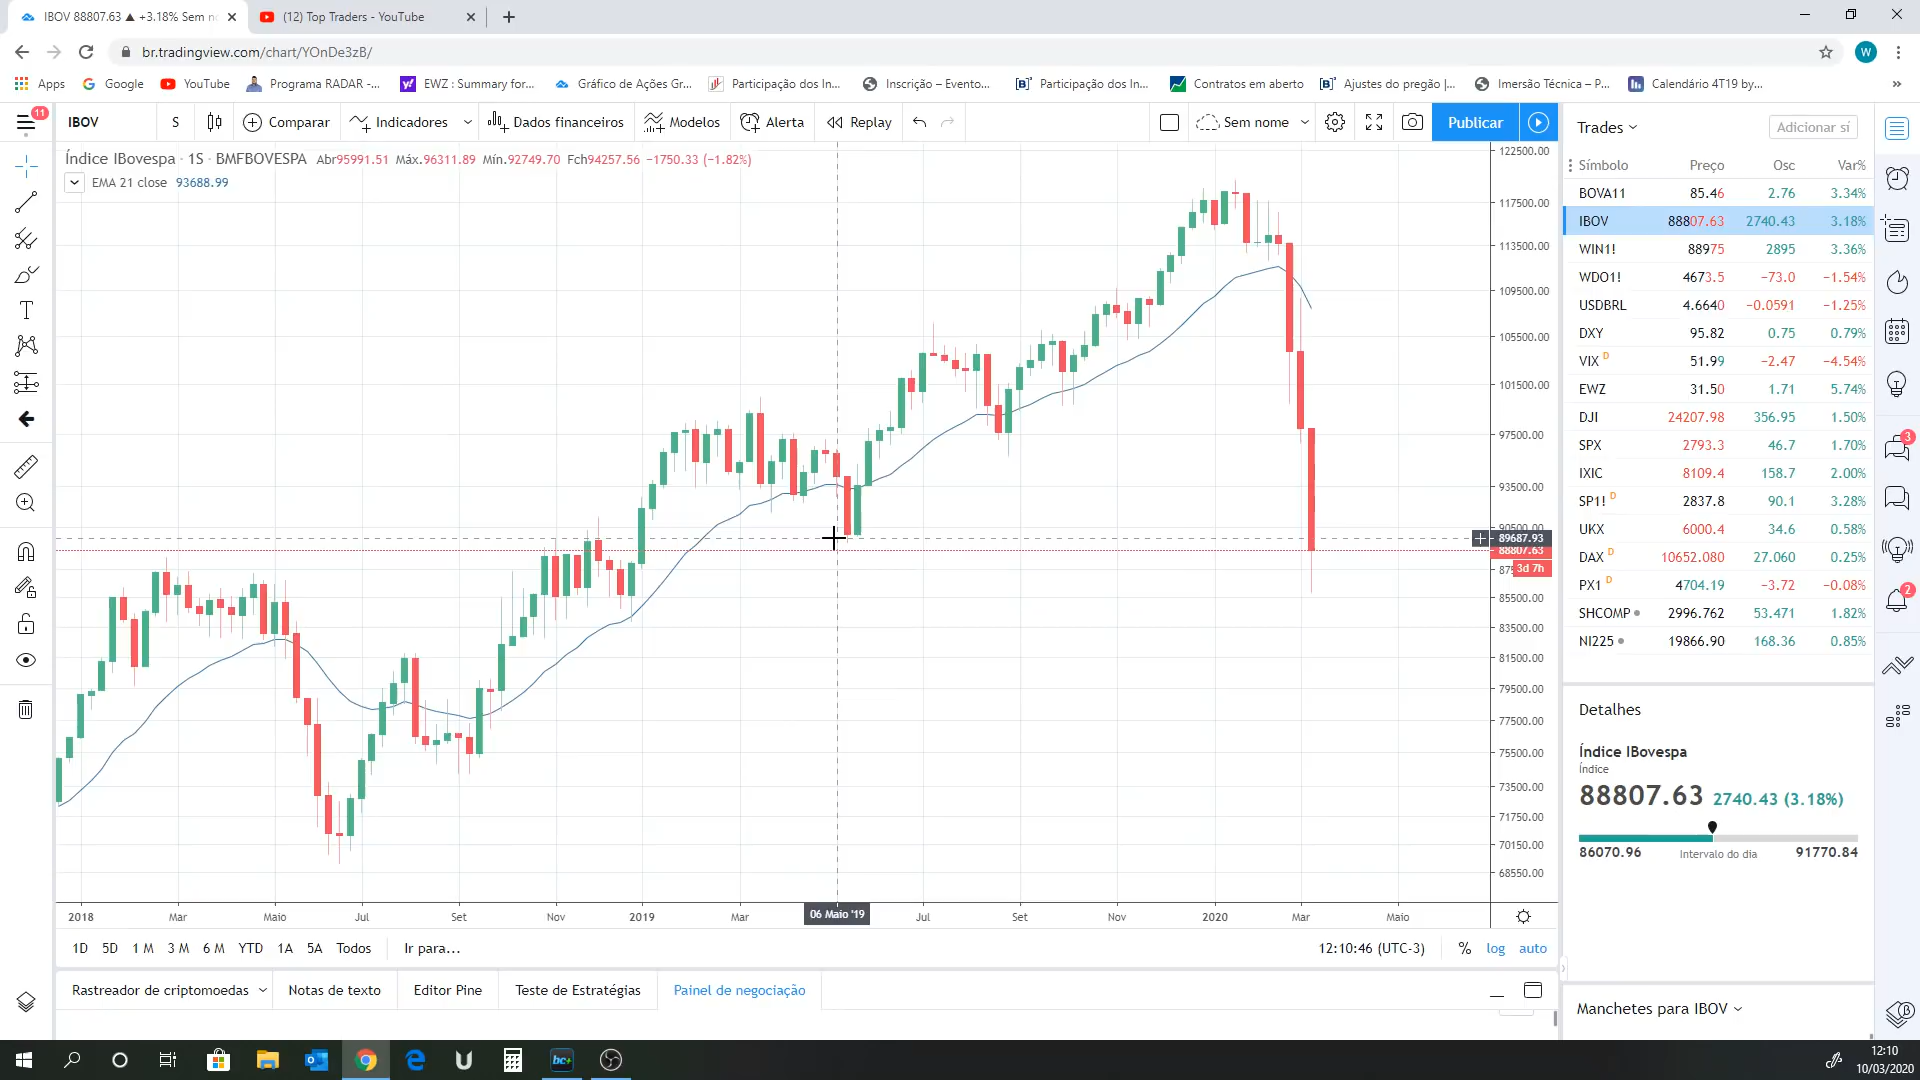 IBOV 88807.63 ▲ +3.18% Sem no
(12) Top Traders - YouTube
br.tradingview.com/chart/YOnDe3zB/
W
Apps
Google
YouTube
Programa RADAR -...
EWZ : Summary for...
Gráfico de Ações Gr...
Participação dos In...
Inscrição – Evento...
Participação dos In...
Contratos em aberto
Ajustes do pregão |...
Imersão Técnica – P...
Calendário 4T19 by...
»
11
IBOV
S
Comparar
Indicadores
Dados financeiros
Modelos
Alerta
Replay
Sem nome
Publicar
Índice IBovespa · 1S · BMFBOVESPA Abr95991.51 Máx.96311.89 Mín.92749.70 Fch94257.56 −1750.33 (−1.82%)
EMA 21 close 93688.99
122500.00
117500.00
113500.00
109500.00
105500.00
101500.00
97500.00
93500.00
90500.00
89687.93
88807.63
3d 7h
85500.00
83500.00
81500.00
79500.00
77500.00
75500.00
73500.00
71750.00
70150.00
68550.00
2018
Mar
Maio
Jul
Set
Nov
2019
Mar
06 Maio '19
Jul
Set
Nov
2020
Mar
Maio
1D 5D 1 M 3 M 6 M YTD 1A 5A Todos
Ir para...
12:10:46 (UTC-3)
% log auto
Rastreador de criptomoedas
Notas de texto
Editor Pine
Teste de Estratégias
Painel de negociação
Trades
Adicionar sí
Símbolo Preço Osc Var%
BOVA11 85.46 2.76 3.34%
IBOV 88807.63 2740.43 3.18%
WIN1! 88975 2895 3.36%
WDO1! 4673.5 −73.0 −1.54%
USDBRL 4.6640 −0.0591 −1.25%
DXY 95.82 0.75 0.79%
VIX D 51.99 −2.47 −4.54%
EWZ 31.50 1.71 5.74%
DJI 24207.98 356.95 1.50%
SPX 2793.3 46.7 1.70%
IXIC 8109.4 158.7 2.00%
SP1! D 2837.8 90.1 3.28%
UKX 6000.4 34.6 0.58%
DAX D 10652.080 27.060 0.25%
PX1 D 4704.19 −3.72 −0.08%
SHCOMP 2996.762 53.471 1.82%
NI225 19866.90 168.36 0.85%
Detalhes
Índice IBovespa
Índice
88807.63 2740.43 (3.18%)
86070.96 Intervalo do dia 91770.84
Manchetes para IBOV
3
2
bc+
12:10
10/03/2020